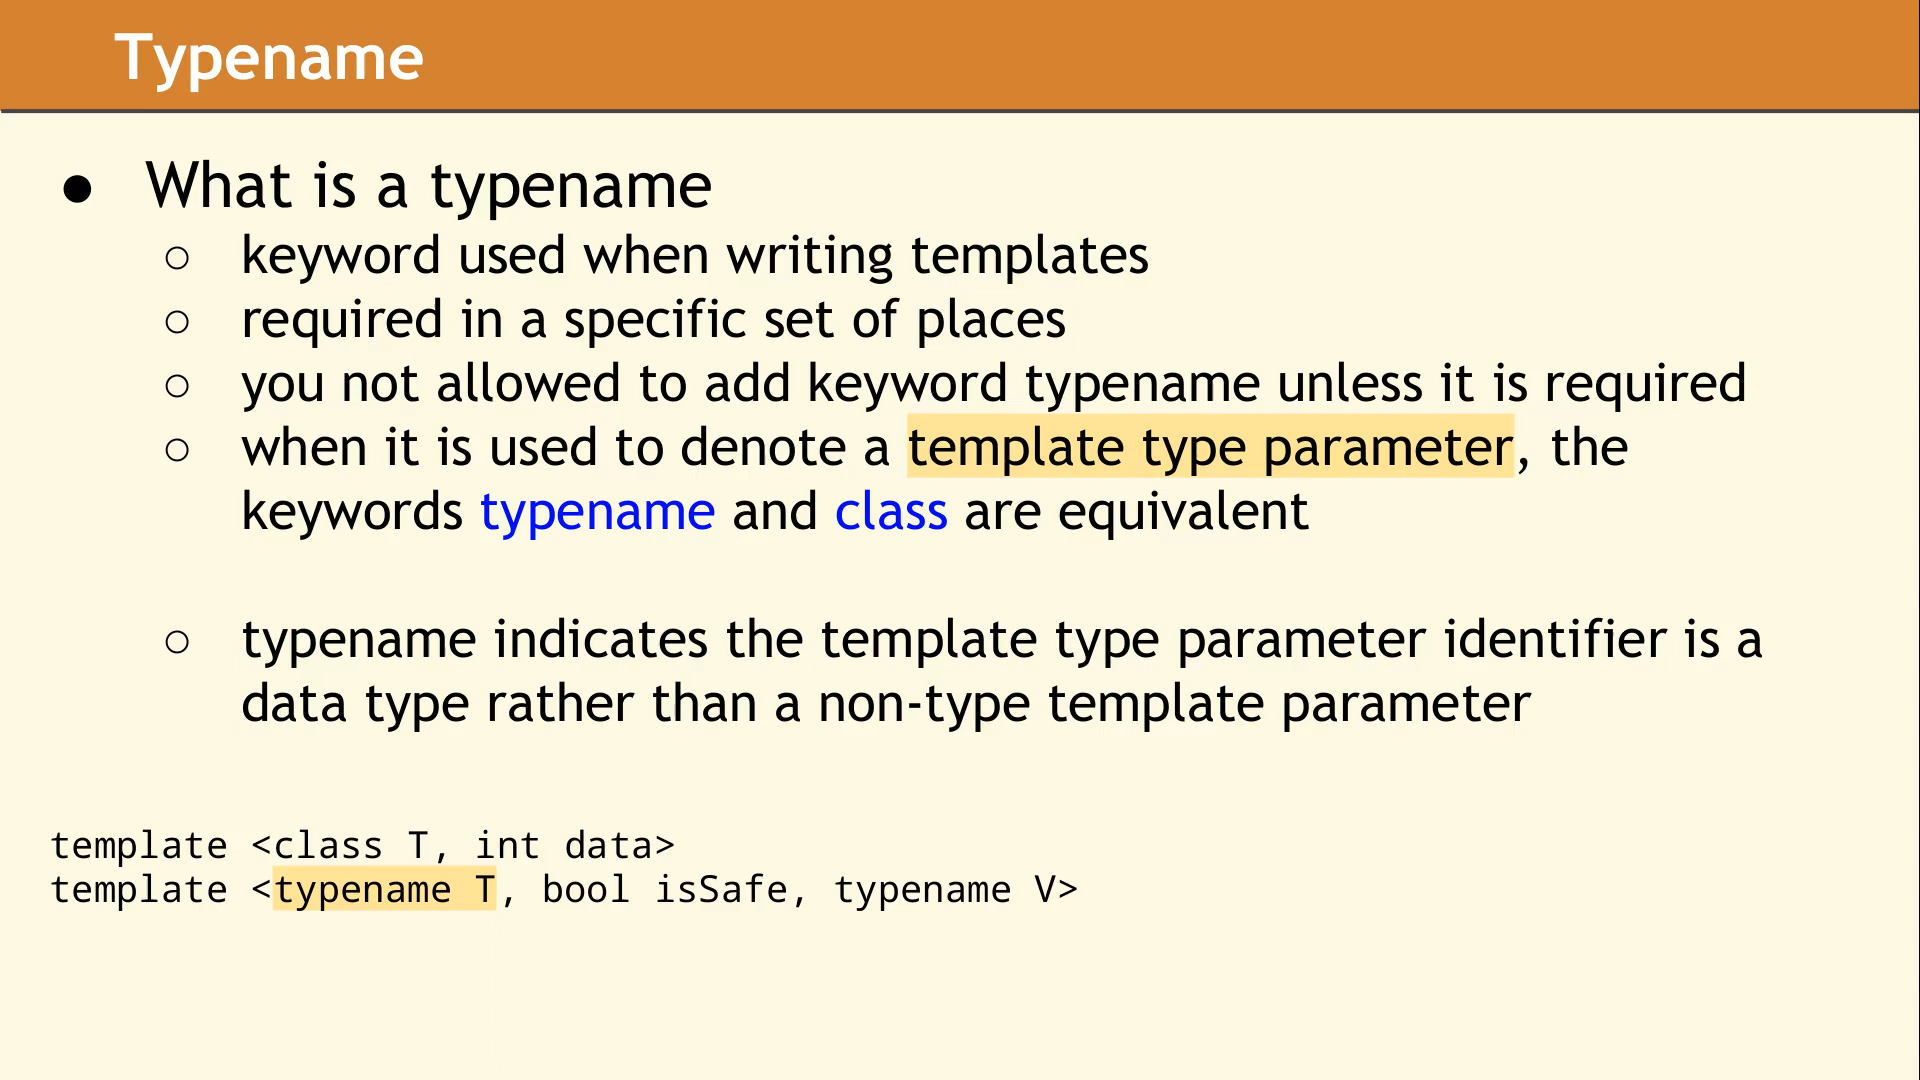 Typename
● What is a typename
○ keyword used when writing templates
○ required in a specific set of places
○ you not allowed to add keyword typename unless it is required
○ when it is used to denote a template type parameter, the
keywords typename and class are equivalent
○ typename indicates the template type parameter identifier is a
data type rather than a non-type template parameter
template <class T, int data>
template <typename T, bool isSafe, typename V>